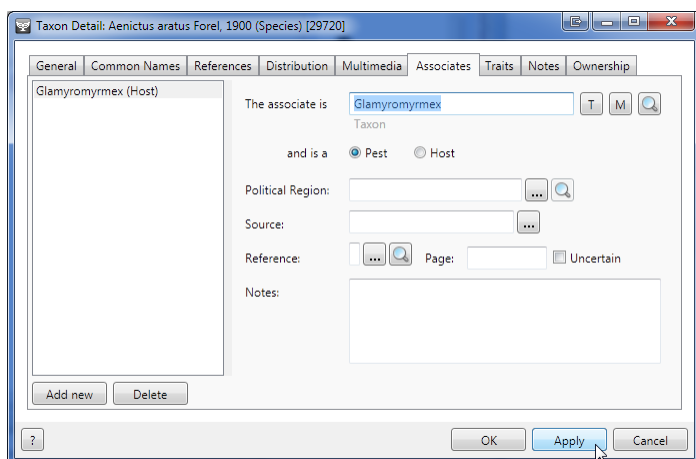 Taxon Detail: Aenictus aratus Forel, 1900 (Species) [29720]
General Common Names References Distribution Multimedia Associates Traits Notes Ownership
Glamyromyrmex (Host)
The associate is Glamyromyrmex T M
Taxon
and is a Pest Host
Political Region: ...
Source: ...
Reference: ... Page: Uncertain
Notes:
Add new Delete
? OK Apply Cancel